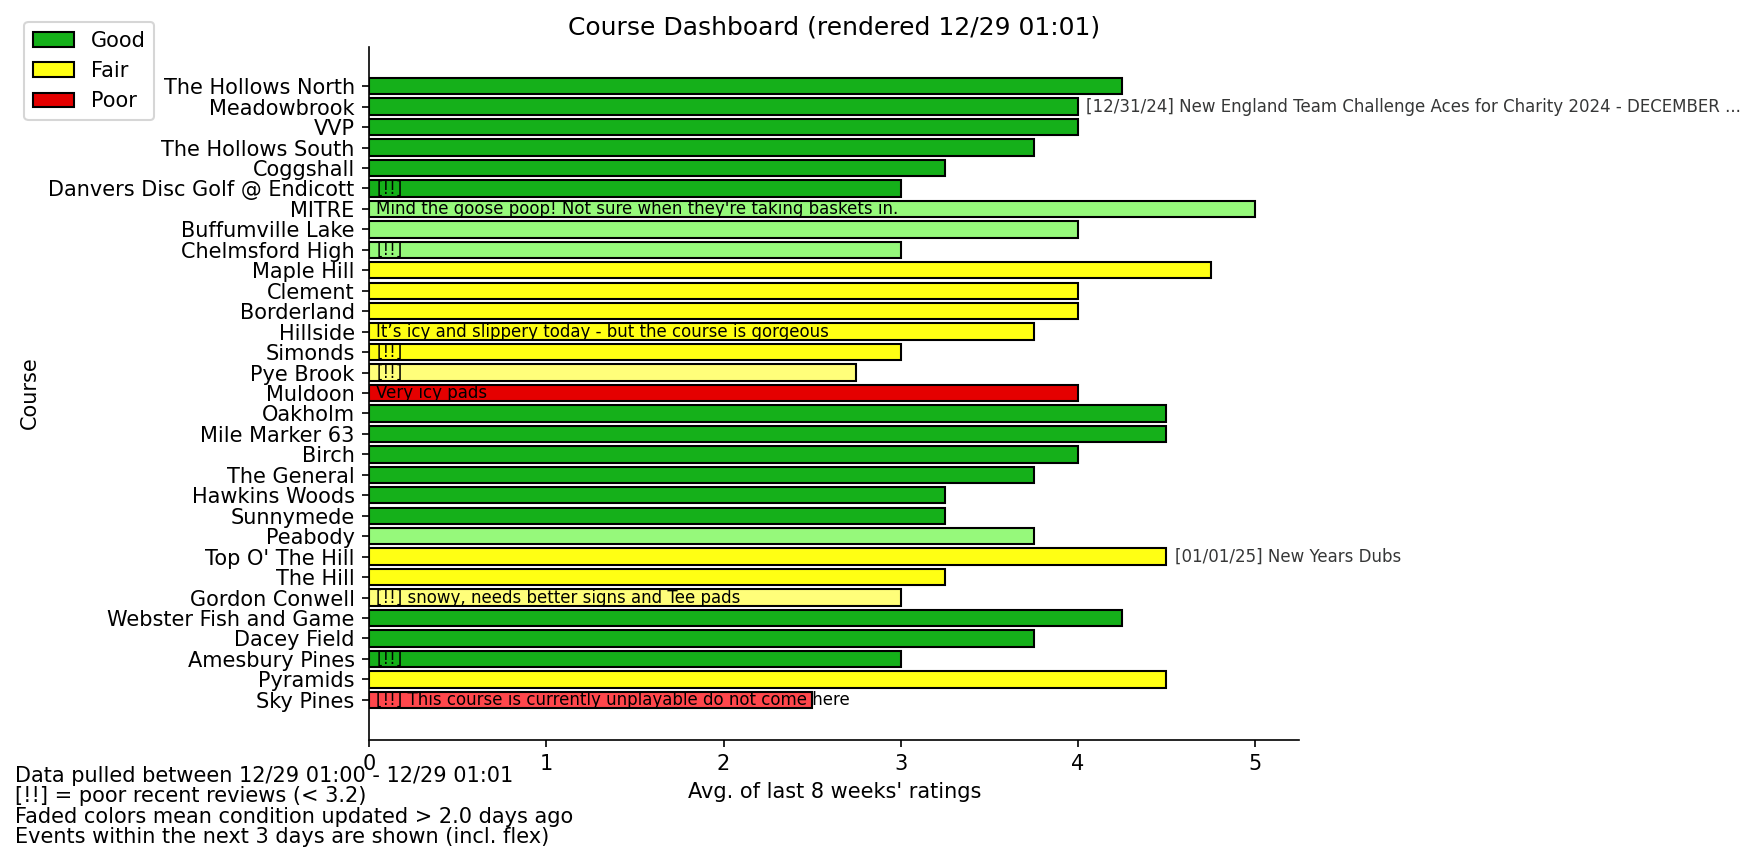 Course Dashboard (rendered 12/29 01:01)
Good
Fair
Poor
The Hollows North
Meadowbrook [12/31/24] New England Team Challenge Aces for Charity 2024 - DECEMBER ...
VVP
The Hollows South
Coggshall
Danvers Disc Golf @ Endicott [!!]
MITRE Mind the goose poop! Not sure when they're taking baskets in.
Buffumville Lake
Chelmsford High [!!]
Maple Hill
Clement
Borderland
Hillside It’s icy and slippery today - but the course is gorgeous
Simonds [!!]
Pye Brook [!!]
Muldoon Very icy pads
Oakholm
Mile Marker 63
Birch
The General
Hawkins Woods
Sunnymede
Peabody
Top O' The Hill [01/01/25] New Years Dubs
The Hill
Gordon Conwell [!!] snowy, needs better signs and Tee pads
Webster Fish and Game
Dacey Field
Amesbury Pines [!!]
Pyramids
Sky Pines [!!] This course is currently unplayable do not come here
Course
0 1 2 3 4 5
Avg. of last 8 weeks' ratings
Data pulled between 12/29 01:00 - 12/29 01:01
[!!] = poor recent reviews (< 3.2)
Faded colors mean condition updated > 2.0 days ago
Events within the next 3 days are shown (incl. flex)